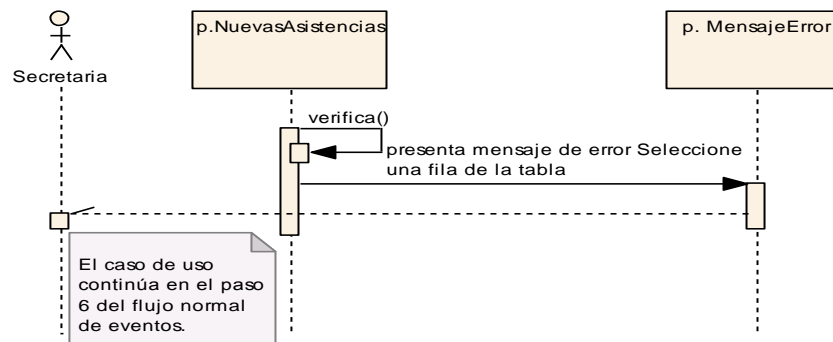 p.NuevasAsistencias
p. MensajeError
Secretaria
verifica()
presenta mensaje de error Seleccione
una fila de la tabla
El caso de uso
continúa en el paso
6 del flujo normal
de eventos.